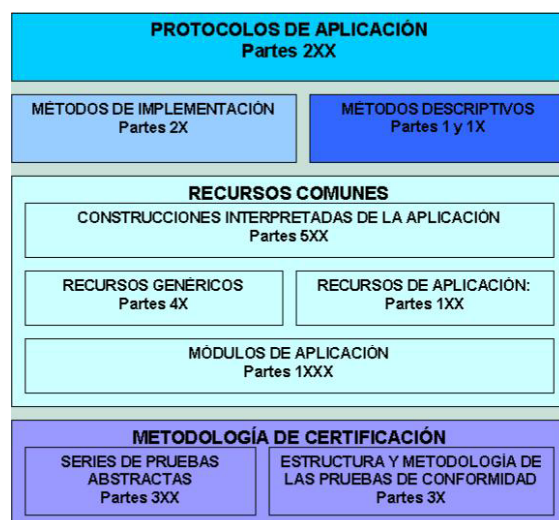 PROTOCOLOS DE APLICACIÓN
Partes 2XX
MÉTODOS DE IMPLEMENTACIÓN
Partes 2X
MÉTODOS DESCRIPTIVOS
Partes 1 y 1X
RECURSOS COMUNES
CONSTRUCCIONES INTERPRETADAS DE LA APLICACIÓN
Partes 5XX
RECURSOS GENÉRICOS
Partes 4X
RECURSOS DE APLICACIÓN:
Partes 1XX
MÓDULOS DE APLICACIÓN
Partes 1XXX
METODOLOGÍA DE CERTIFICACIÓN
SERIES DE PRUEBAS
ABSTRACTAS
Partes 3XX
ESTRUCTURA Y METODOLOGÍA DE
LAS PRUEBAS DE CONFORMIDAD
Partes 3X